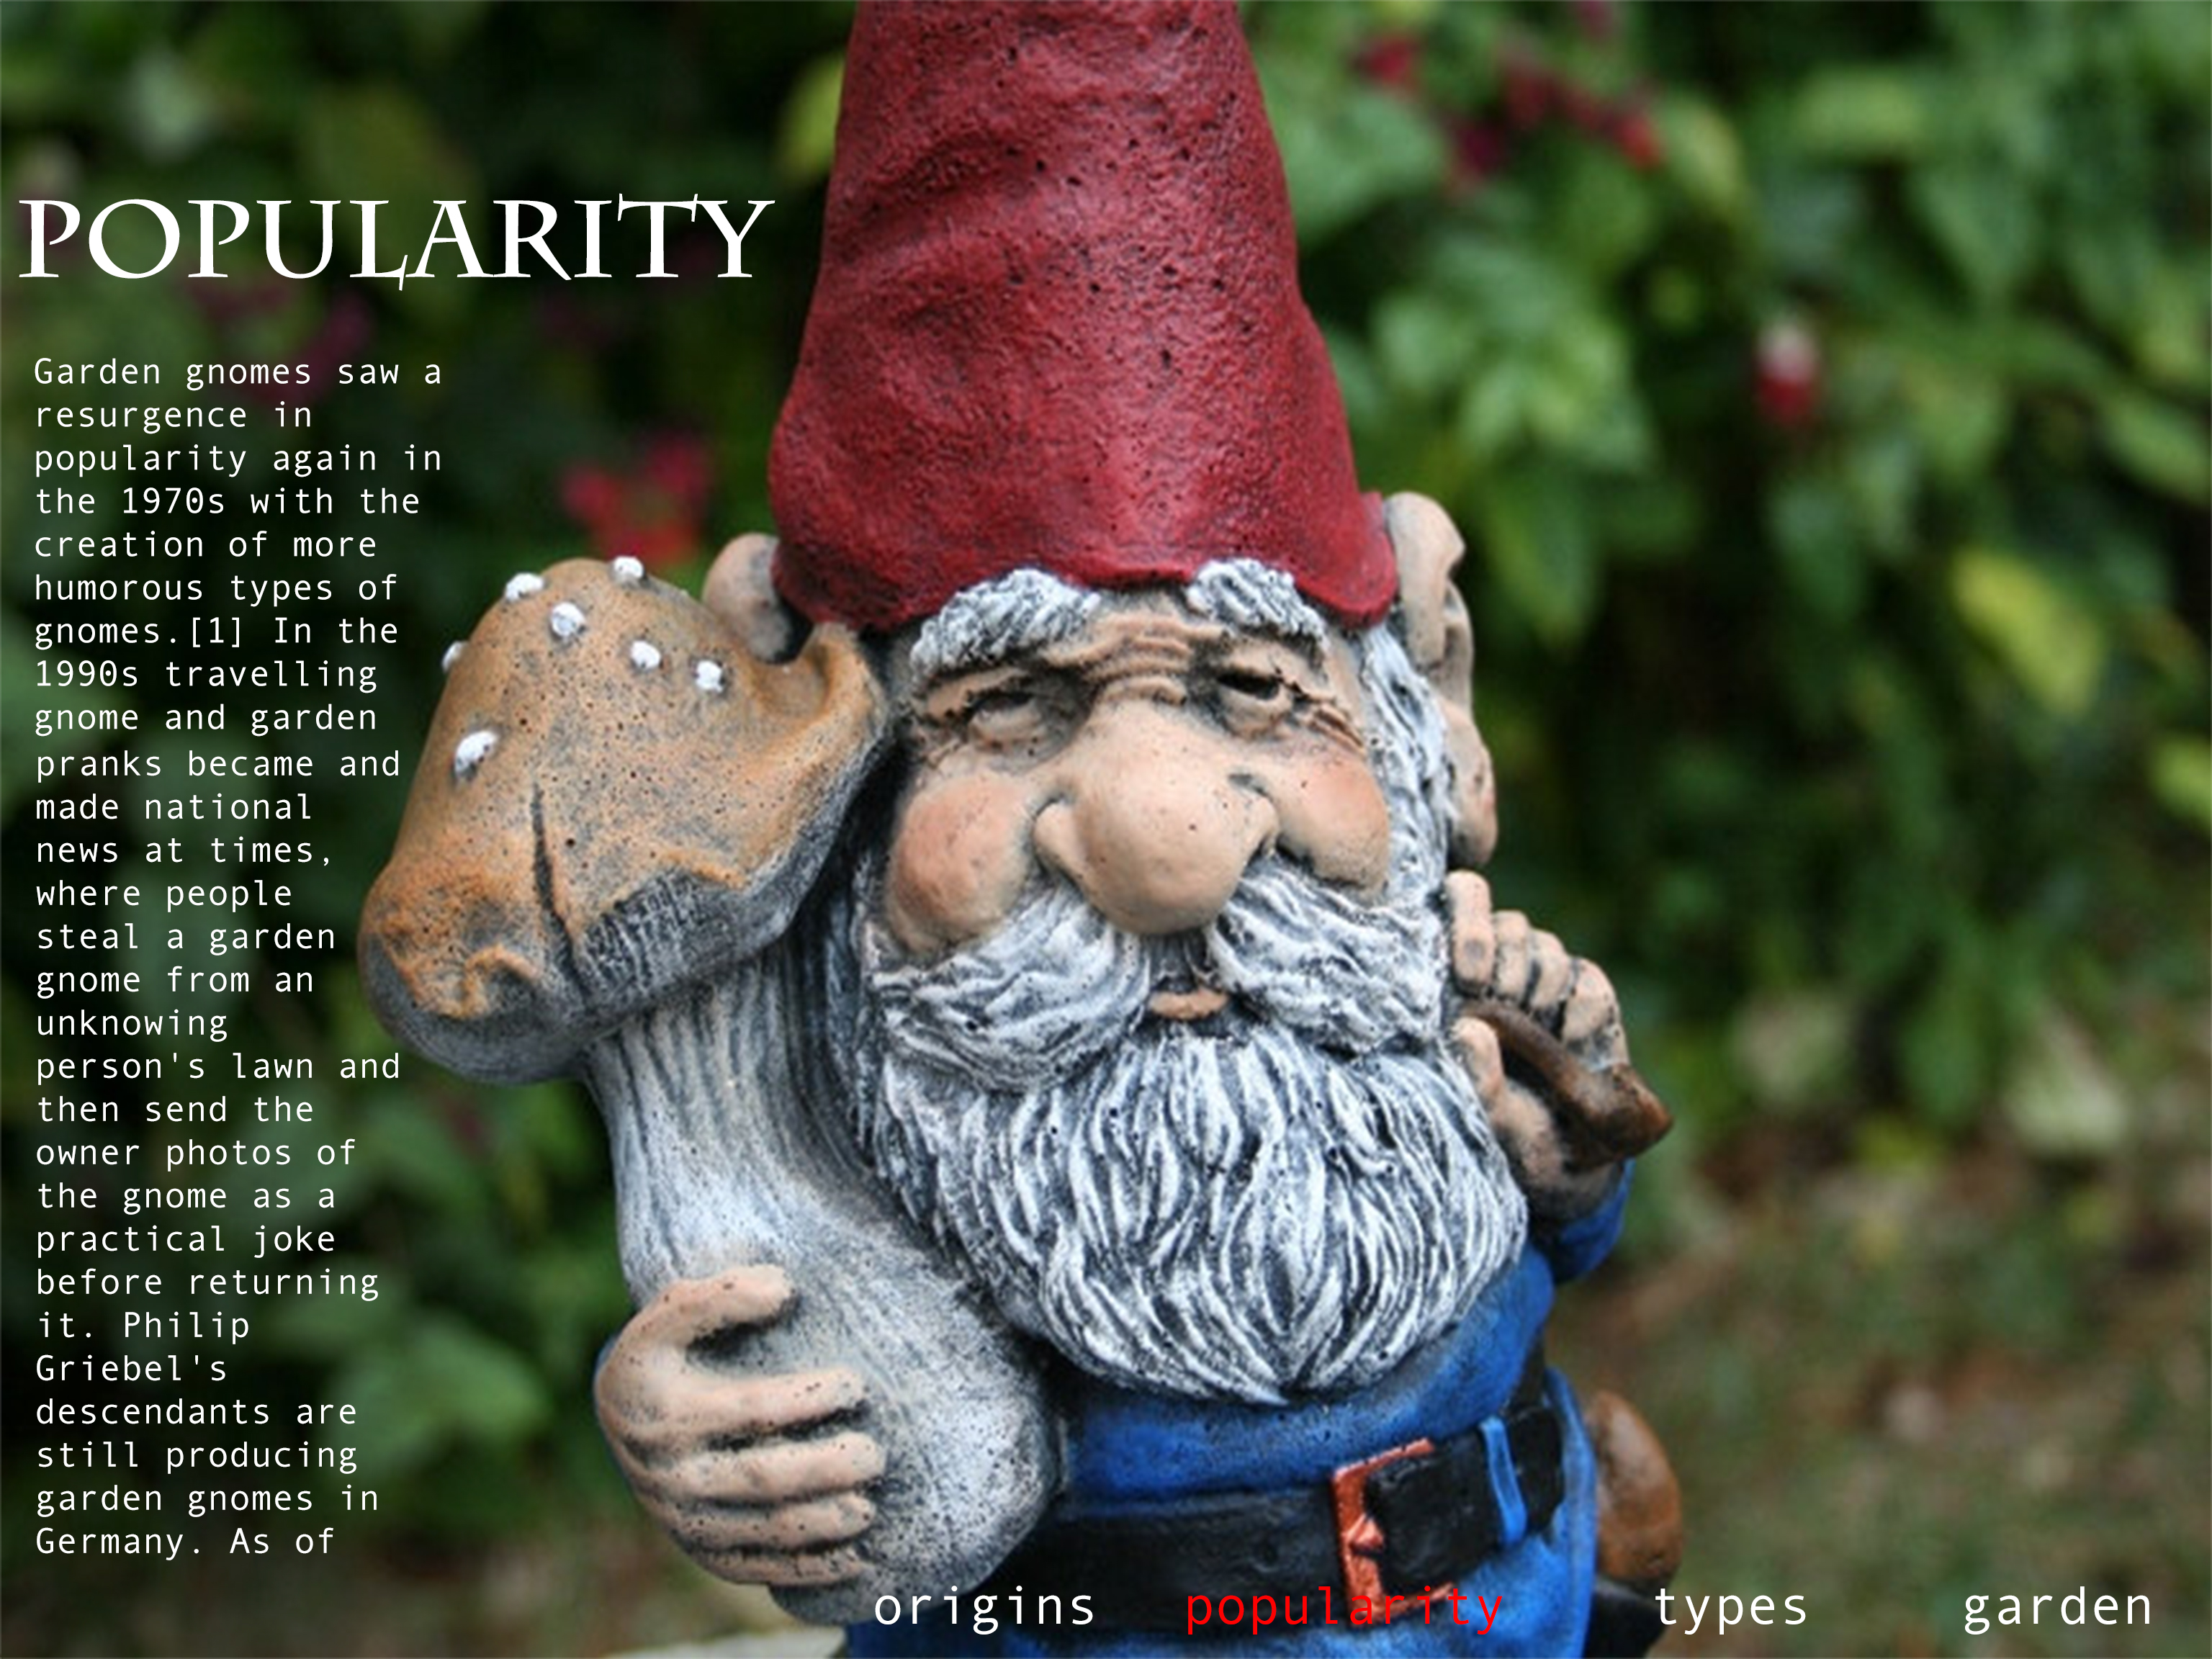 POPULARITY
Garden gnomes saw a
resurgence in
popularity again in
the 1970s with the
creation of more
humorous types of
gnomes.[1] In the
1990s travelling
gnome and garden
pranks became and
made national
news at times,
where people
steal a garden
gnome from an
unknowing
person's lawn and
then send the
owner photos of
the gnome as a
practical joke
before returning
it. Philip
Griebel's
descendants are
still producing
garden gnomes in
Germany. As of
origins popularity types garden